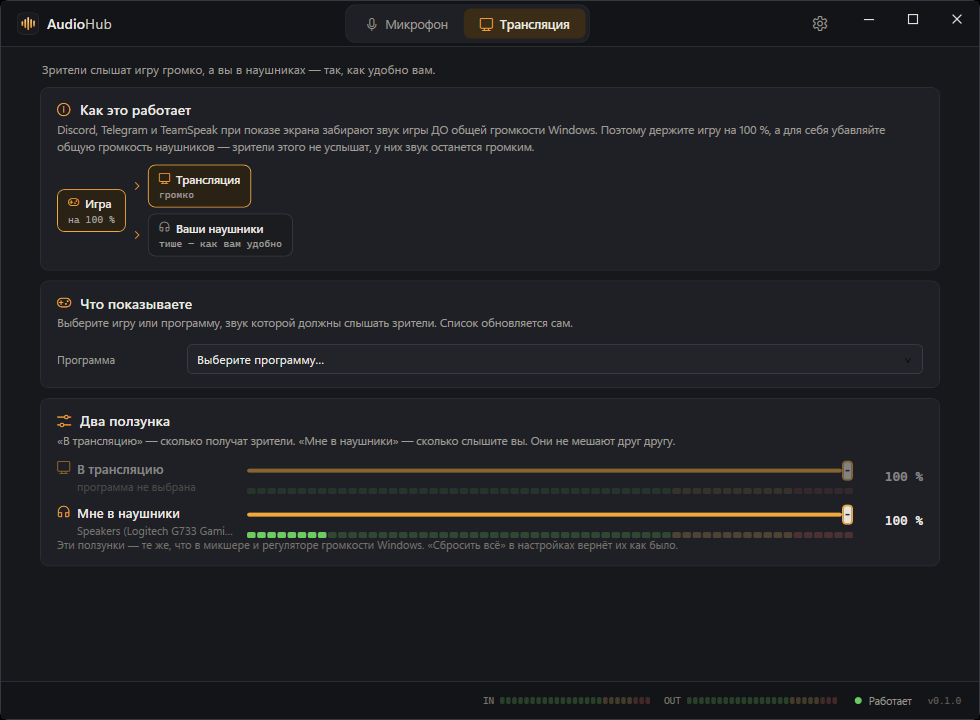 AudioHub
Микрофон
Трансляция
Зрители слышат игру громко, а вы в наушниках — так, как удобно вам.
Как это работает
Discord, Telegram и TeamSpeak при показе экрана забирают звук игры ДО общей громкости Windows. Поэтому держите игру на 100 %, а для себя убавляйте
общую громкость наушников — зрители этого не услышат, у них звук останется громким.
Трансляция
громко
Игра
на 100 %
Ваши наушники
тише — как вам удобно
Что показываете
Выберите игру или программу, звук которой должны слышать зрители. Список обновляется сам.
Программа
Выберите программу...
Два ползунка
«В трансляцию» — сколько получат зрители. «Мне в наушники» — сколько слышите вы. Они не мешают друг другу.
В трансляцию
100 %
программа не выбрана
Мне в наушники
100 %
Speakers (Logitech G733 Gami...
Эти ползунки — те же, что в микшере и регуляторе громкости Windows. «Сбросить всё» в настройках вернёт их как было.
IN
OUT
Работает
v0.1.0